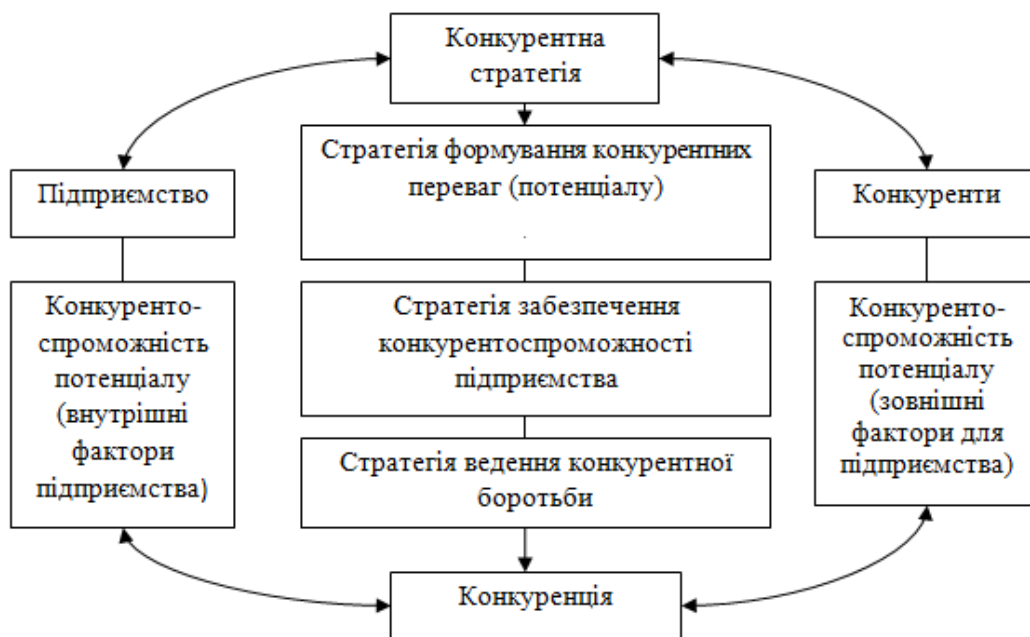 Конкурентна
стратегія
Стратегія формування конкурентних
переваг (потенціалу)
.
Підприємство
Конкуренти
Конкуренто-
спроможність
потенціалу
(внутрішні
фактори
підприємства)
Стратегія забезпечення
конкурентоспроможності
підприємства
Конкуренто-
спроможність
потенціалу
(зовнішні
фактори для
підприємства)
Стратегія ведення конкурентної
боротьби
Конкуренція